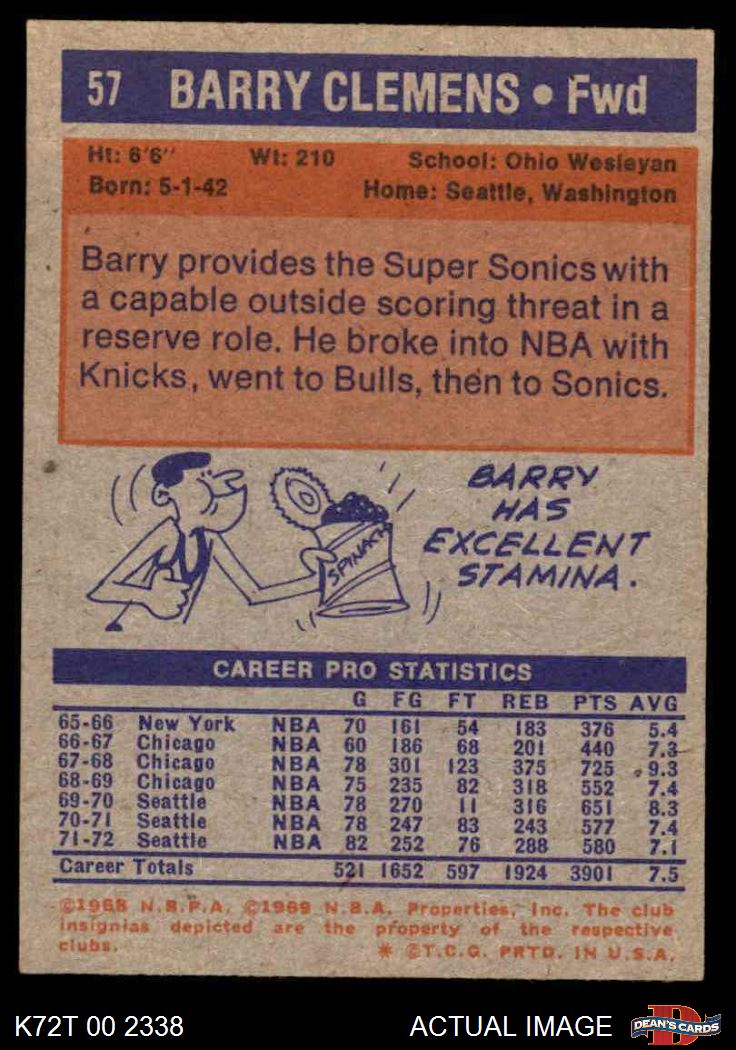 57 BARRY CLEMENS • Fwd
Ht: 6'6" Wt: 210 School: Ohio Wesleyan
Born: 5-1-42 Home: Seattle, Washington
Barry provides the Super Sonics with
a capable outside scoring threat in a
reserve role. He broke into NBA with
Knicks, went to Bulls, then to Sonics.
BARRY
HAS
EXCELLENT
STAMINA.
SPINACH
CAREER PRO STATISTICS
G FG FT REB PTS AVG
65-66 New York NBA 70 161 54 183 376 5.4
66-67 Chicago NBA 60 186 68 201 440 7.3
67-68 Chicago NBA 78 301 123 375 725 9.3
68-69 Chicago NBA 75 235 82 318 552 7.4
69-70 Seattle NBA 78 270 11 316 651 8.3
70-71 Seattle NBA 78 247 83 243 577 7.4
71-72 Seattle NBA 82 252 76 288 580 7.1
Career Totals 521 1652 597 1924 3901 7.5
©1968 N.B.P.A. ©1969 N.B.A. Properties, Inc. The club
insignias depicted are the property of the respective
clubs. * ©T.C.G. PRTD. IN U.S.A.
K72T 00 2338 ACTUAL IMAGE D DEAN'S CARDS